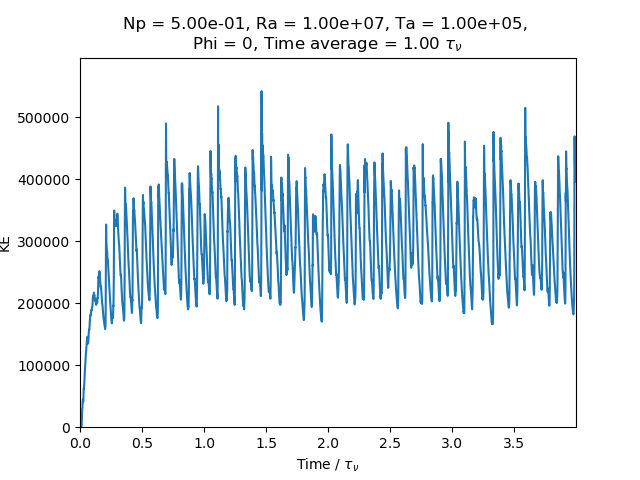 Np = 5.00e-01, Ra = 1.00e+07, Ta = 1.00e+05,
Phi = 0, Time average = 1.00 τν
500000
400000
300000
200000
100000
0
KE
0.0 0.5 1.0 1.5 2.0 2.5 3.0 3.5
Time / τν